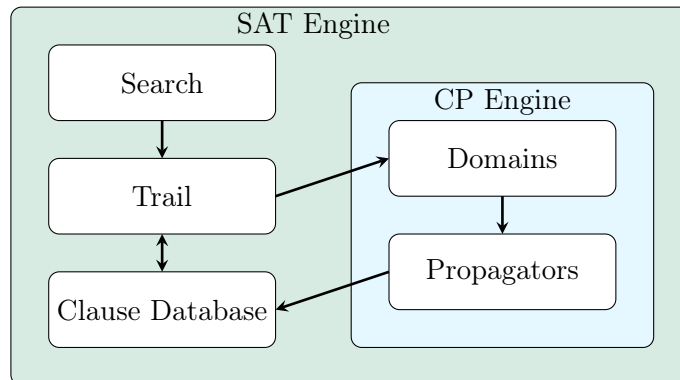 SAT Engine
Search
CP Engine
Domains
Trail
Propagators
Clause Database